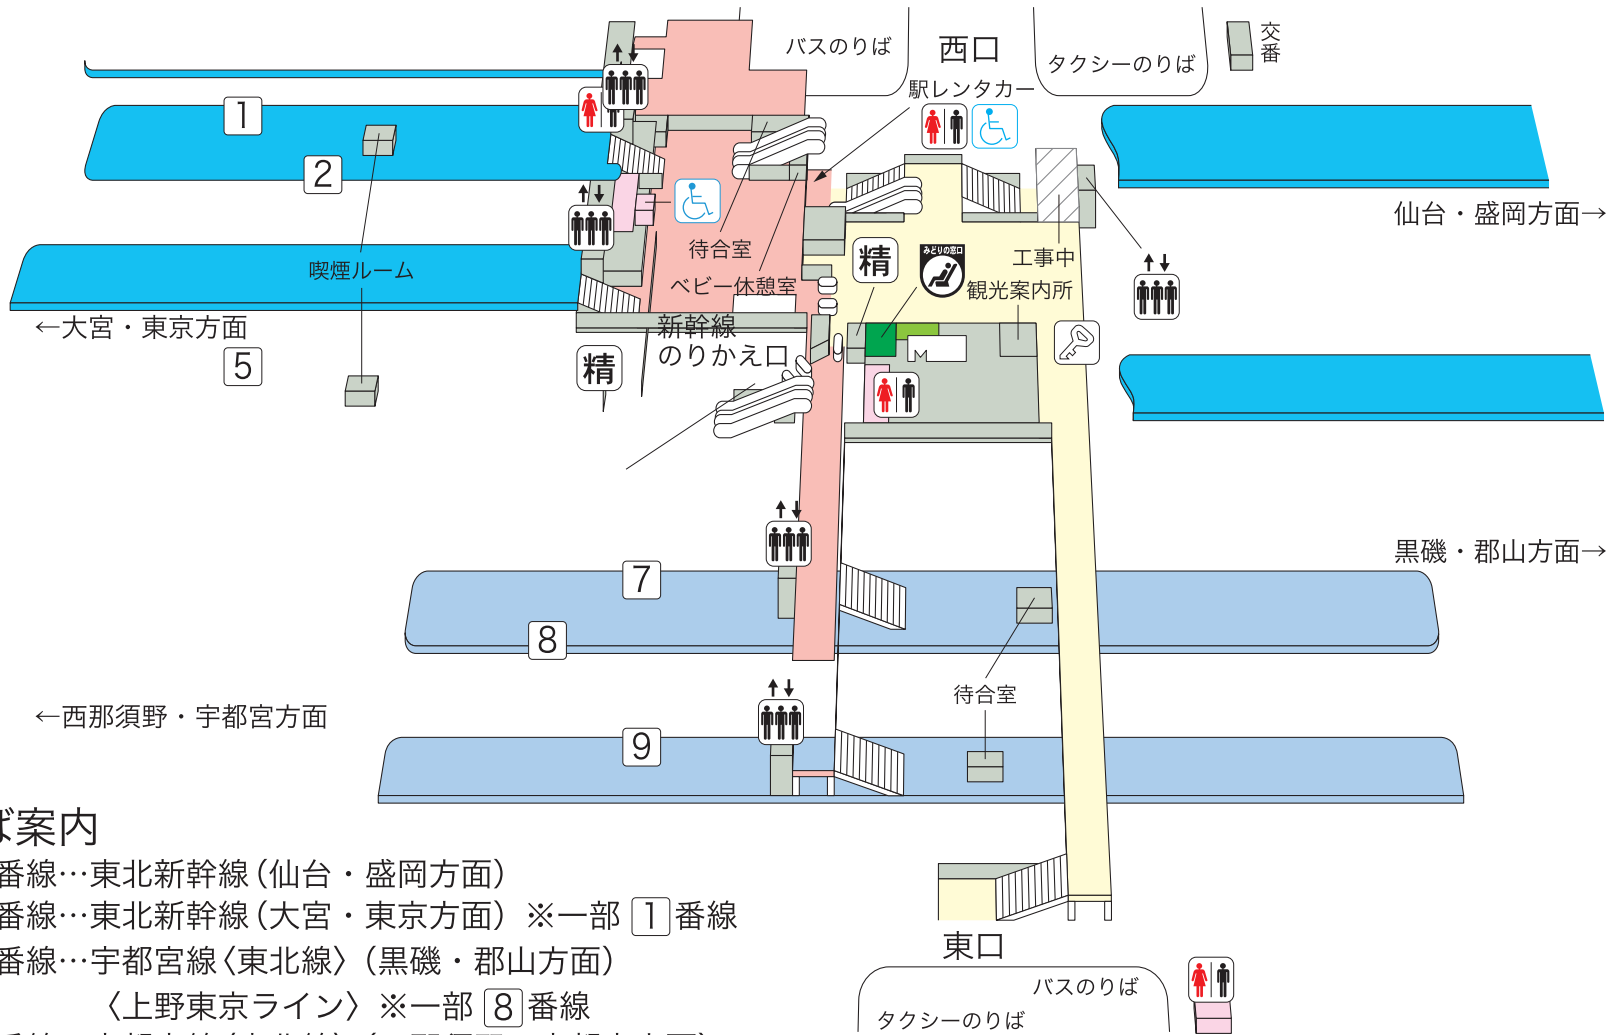 バスのりば
西口
タクシーのりば
交番
駅レンタカー
1
2
仙台・盛岡方面→
待合室
精
みどりの窓口
工事中
喫煙ルーム
ベビー休憩室
観光案内所
←大宮・東京方面
新幹線
のりかえ口
5
精
黒磯・郡山方面→
7
8
待合室
←西那須野・宇都宮方面
9
ば案内
番線…東北新幹線(仙台・盛岡方面)
番線…東北新幹線(大宮・東京方面)※一部 1 番線
番線…宇都宮線〈東北線〉(黒磯・郡山方面)
〈上野東京ライン〉※一部 8 番線
東口
バスのりば
タクシーのりば